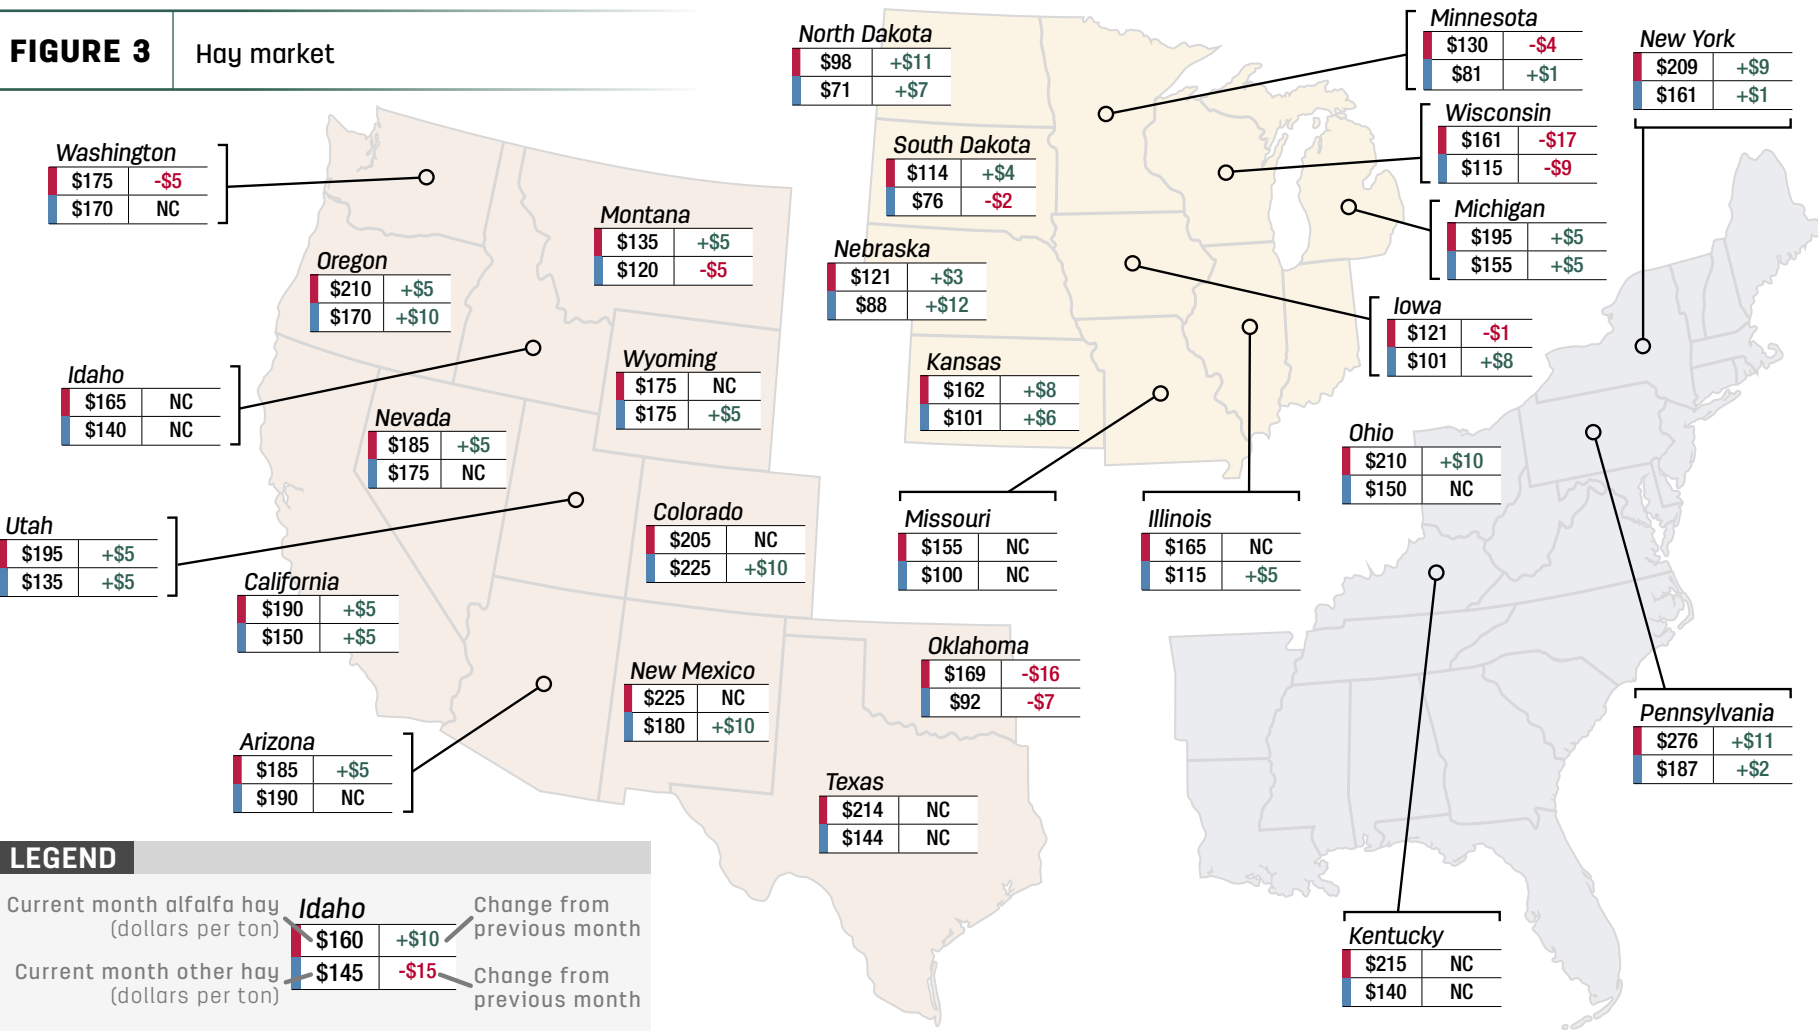 FIGURE 3 Hay market
Washington
$175 -$5
$170 NC
Oregon
$210 +$5
$170 +$10
Montana
$135 +$5
$120 -$5
Idaho
$165 NC
$140 NC
Wyoming
$175 NC
$175 +$5
Nevada
$185 +$5
$175 NC
Utah
$195 +$5
$135 +$5
Colorado
$205 NC
$225 +$10
California
$190 +$5
$150 +$5
New Mexico
$225 NC
$180 +$10
Arizona
$185 +$5
$190 NC
Oklahoma
$169 -$16
$92 -$7
Texas
$214 NC
$144 NC
North Dakota
$98 +$11
$71 +$7
South Dakota
$114 +$4
$76 -$2
Nebraska
$121 +$3
$88 +$12
Kansas
$162 +$8
$101 +$6
Minnesota
$130 -$4
$81 +$1
Wisconsin
$161 -$17
$115 -$9
Michigan
$195 +$5
$155 +$5
Iowa
$121 -$1
$101 +$8
Missouri
$155 NC
$100 NC
Illinois
$165 NC
$115 +$5
New York
$209 +$9
$161 +$1
Ohio
$210 +$10
$150 NC
Pennsylvania
$276 +$11
$187 +$2
Kentucky
$215 NC
$140 NC
LEGEND
Current month alfalfa hay
(dollars per ton)
Current month other hay
(dollars per ton)
Idaho
$160 +$10
$145 -$15
Change from
previous month
Change from
previous month